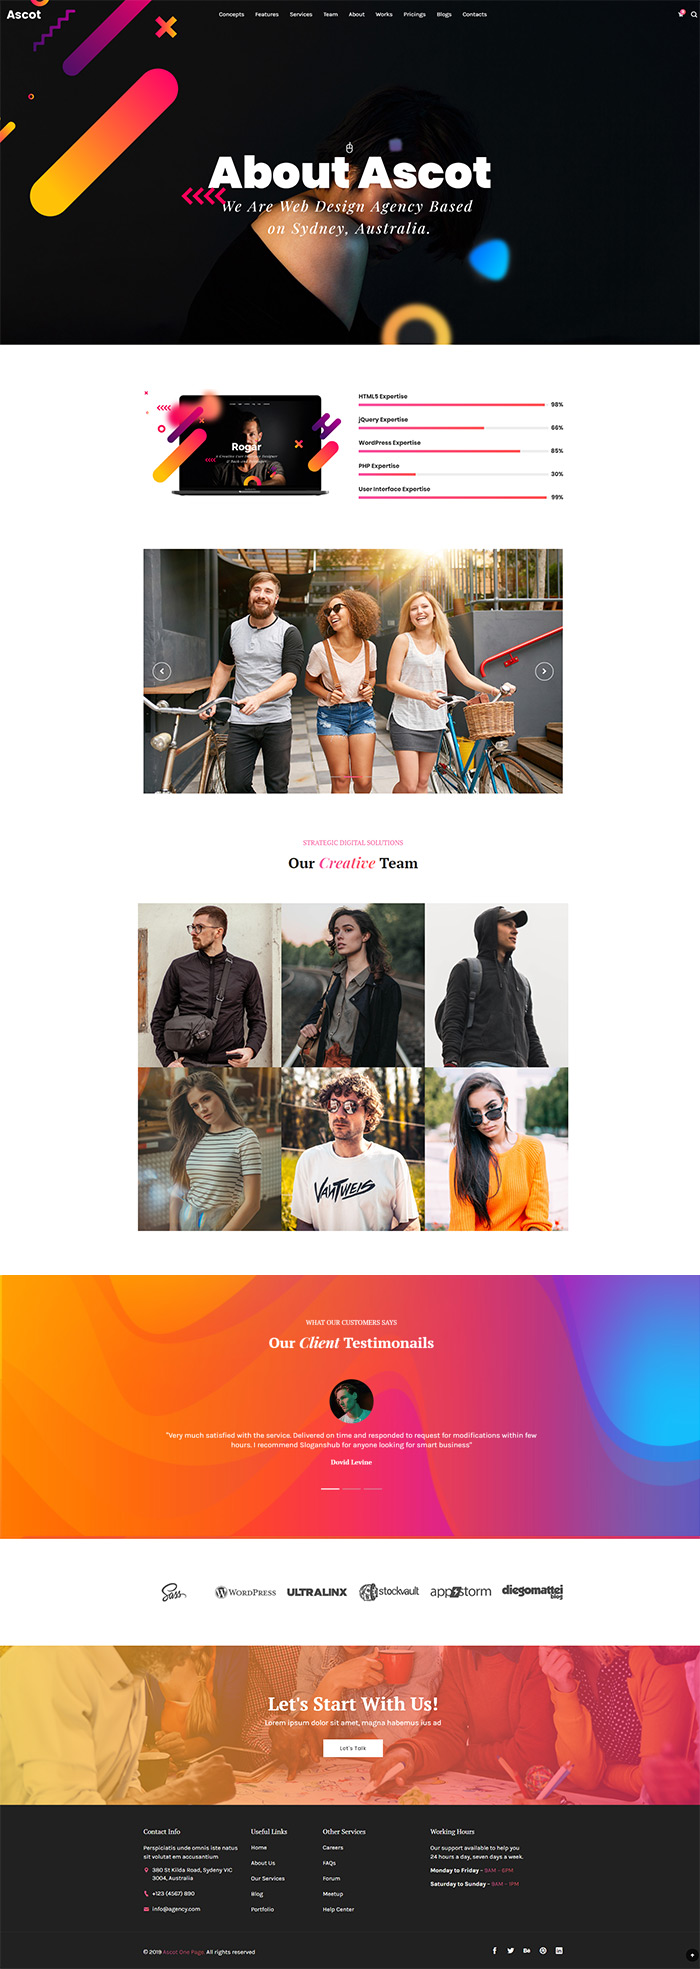 Ascot
Concepts Features Services Team About Works Pricings Blogs Contacts
About Ascot
We Are Web Design Agency Based
on Sydney, Australia.
Rogar
HTML5 Expertise
98%
jQuery Expertise
66%
WordPress Expertise
85%
PHP Expertise
30%
User Interface Expertise
99%
STRATEGIC DIGITAL SOLUTIONS
Our Creative Team
WHAT OUR CUSTOMERS SAYS
Our Client Testimonails
"Very much satisfied with the service. Delivered on time and responded to request for modifications within few
hours. I recommend Sloganshub for anyone looking for smart business"
Dovid Levine
Sass
WORDPRESS
ULTRALINX
stockvault
appstorm
diegomattei
blog
Let's Start With Us!
Lorem ipsum dolor sit amet, magna habemus ius ad
Let's Talk
Contact Info
Perspiciatis unde omnis iste natus
sit volutat em accusantium
380 St Kilda Road, Sydeny VIC
3004, Australia
+123 (4567) 890
info@agency.com
Useful Links
Home
About Us
Our Services
Blog
Portfolio
Other Services
Careers
FAQs
Forum
Meetup
Help Center
Working Hours
Our support available to help you
24 hours a day, seven days a week.
Monday to Friday - 9AM - 6PM
Saturday to Sunday - 9AM - 1PM
© 2019 Ascot One Page. All rights reserved